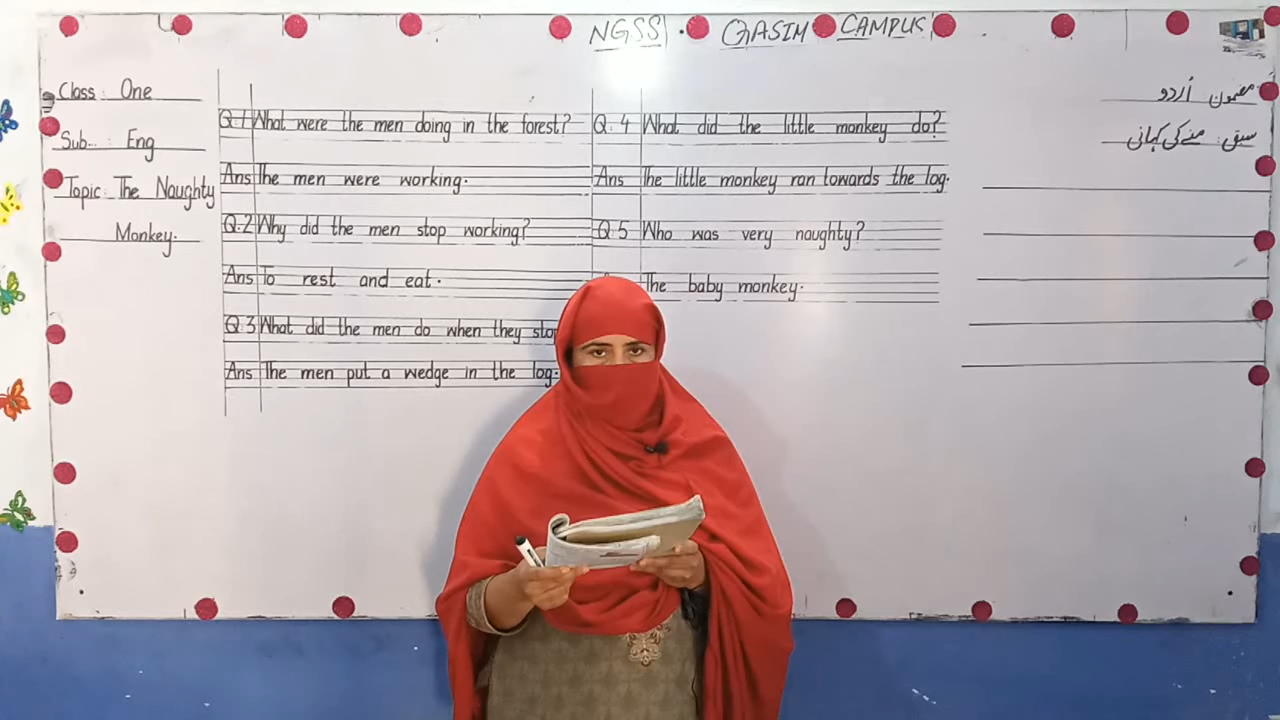 NGSS QASIM CAMPUS
Class: One
Sub.. Eng
Topic: The Naughty
Monkey.
Q.1 What were the men doing in the forest?
Ans The men were working.
Q.2 Why did the men stop working?
Ans To rest and eat.
Q.3 What did the men do when they stop
Ans The men put a wedge in the log.
Q.4 What did the little monkey do?
Ans The little monkey ran towards the log.
Q.5 Who was very naughty?
The baby monkey.
مضمون اُردو
سبق: منے کی کہانی